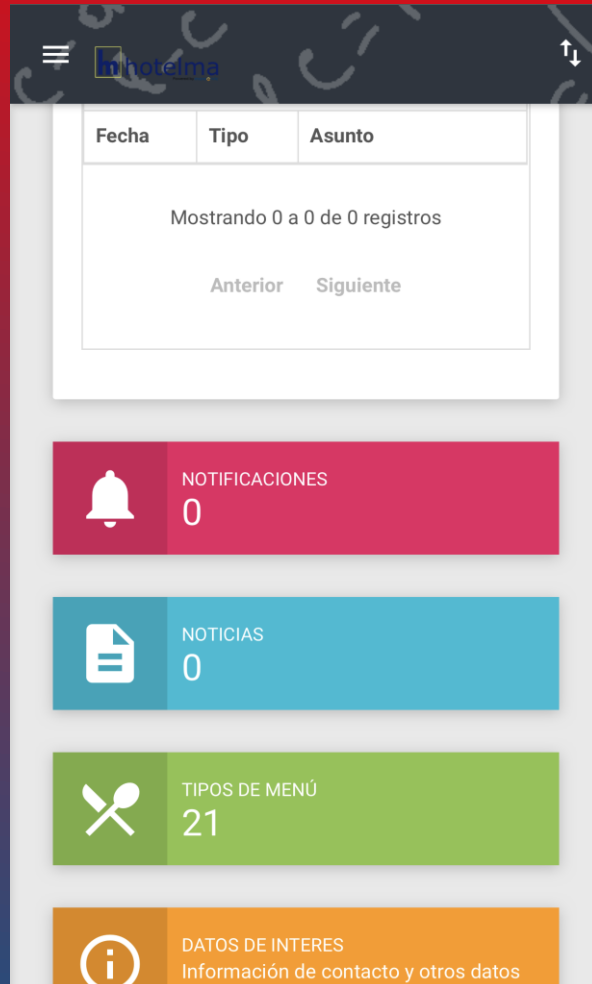 hotelma
Fecha Tipo Asunto
Mostrando 0 a 0 de 0 registros
Anterior Siguiente
NOTIFICACIONES
0
NOTICIAS
0
TIPOS DE MENÚ
21
DATOS DE INTERES
Información de contacto y otros datos